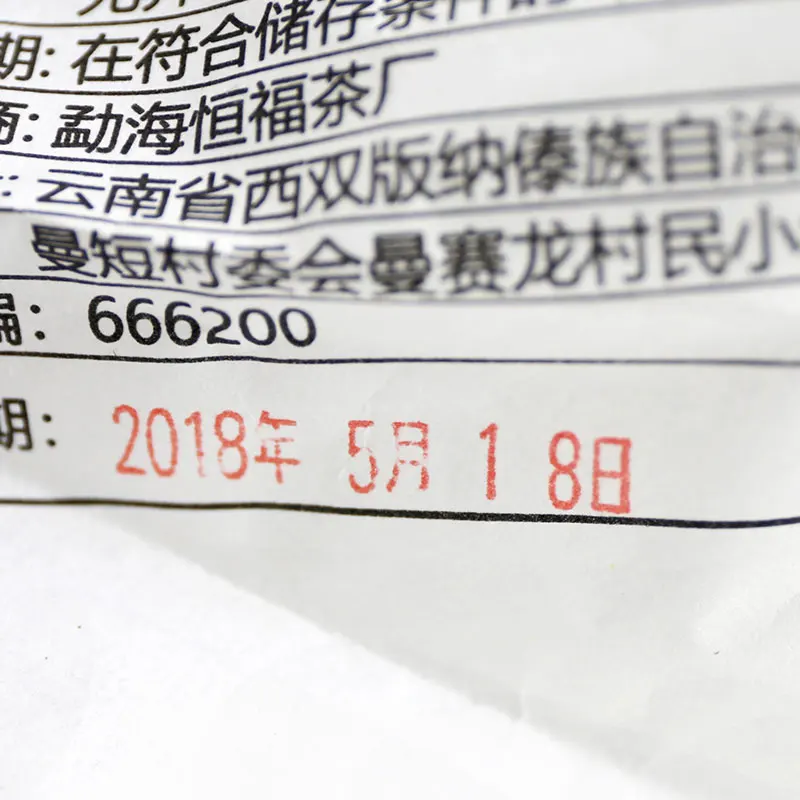 期: 在符合储存条件的
商: 勐海恒福茶厂
: 云南省西双版纳傣族自治
曼短村委会曼赛龙村民小
编: 666200
期: 2018年 5月 1 8日